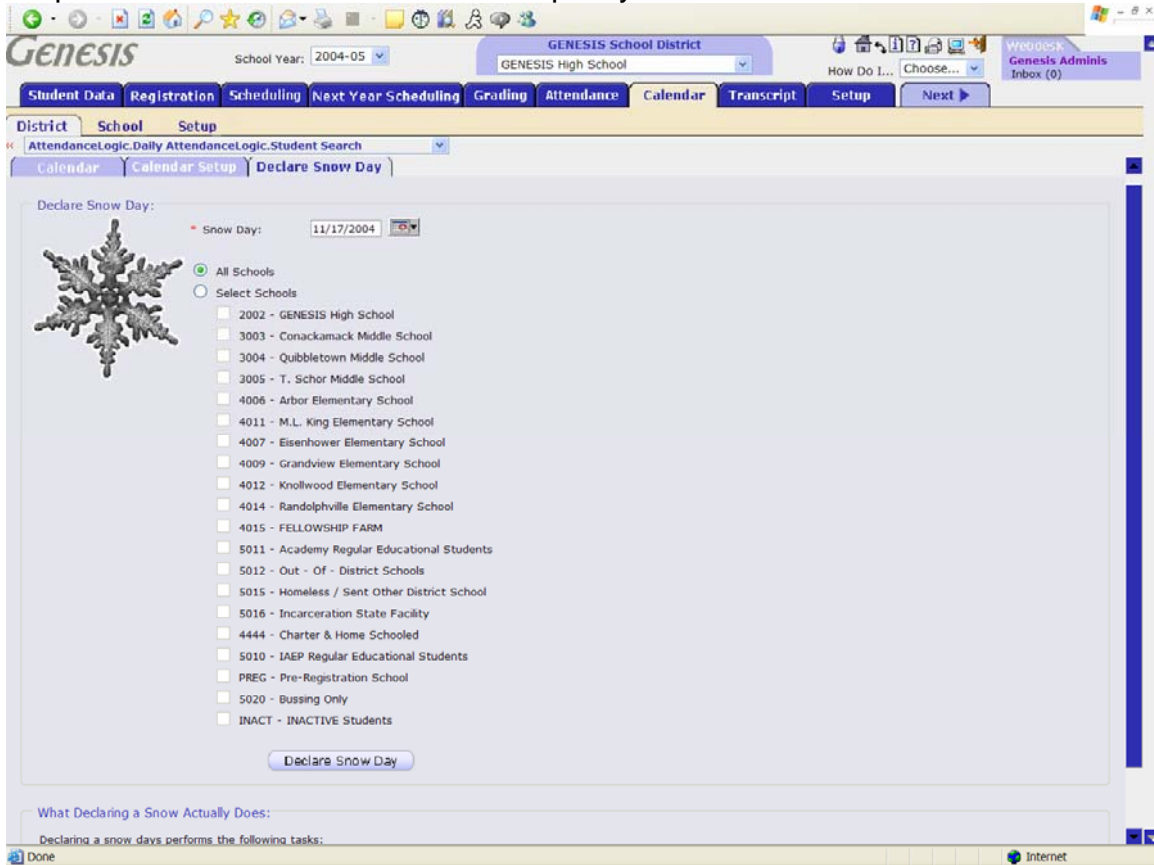 GENESIS School District
Genesis
School Year: 2004-05
GENESIS High School
How Do I... Choose...
WebDesk
Genesis Adminis
Inbox (0)
Student Data Registration Scheduling Next Year Scheduling Grading Attendance Calendar Transcript Setup Next
District School Setup
AttendanceLogic.Daily AttendanceLogic.Student Search
Calendar Calendar Setup Declare Snow Day
Declare Snow Day:
* Snow Day: 11/17/2004
All Schools
Select Schools
2002 - GENESIS High School
3003 - Conackamack Middle School
3004 - Quibbletown Middle School
3005 - T. Schor Middle School
4006 - Arbor Elementary School
4011 - M.L. King Elementary School
4007 - Eisenhower Elementary School
4009 - Grandview Elementary School
4012 - Knollwood Elementary School
4014 - Randolphville Elementary School
4015 - FELLOWSHIP FARM
5011 - Academy Regular Educational Students
5012 - Out - Of - District Schools
5015 - Homeless / Sent Other District School
5016 - Incarceration State Facility
4444 - Charter & Home Schooled
5010 - IAEP Regular Educational Students
PREG - Pre-Registration School
5020 - Bussing Only
INACT - INACTIVE Students
Declare Snow Day
What Declaring a Snow Actually Does:
Declaring a snow days performs the following tasks:
Done Internet